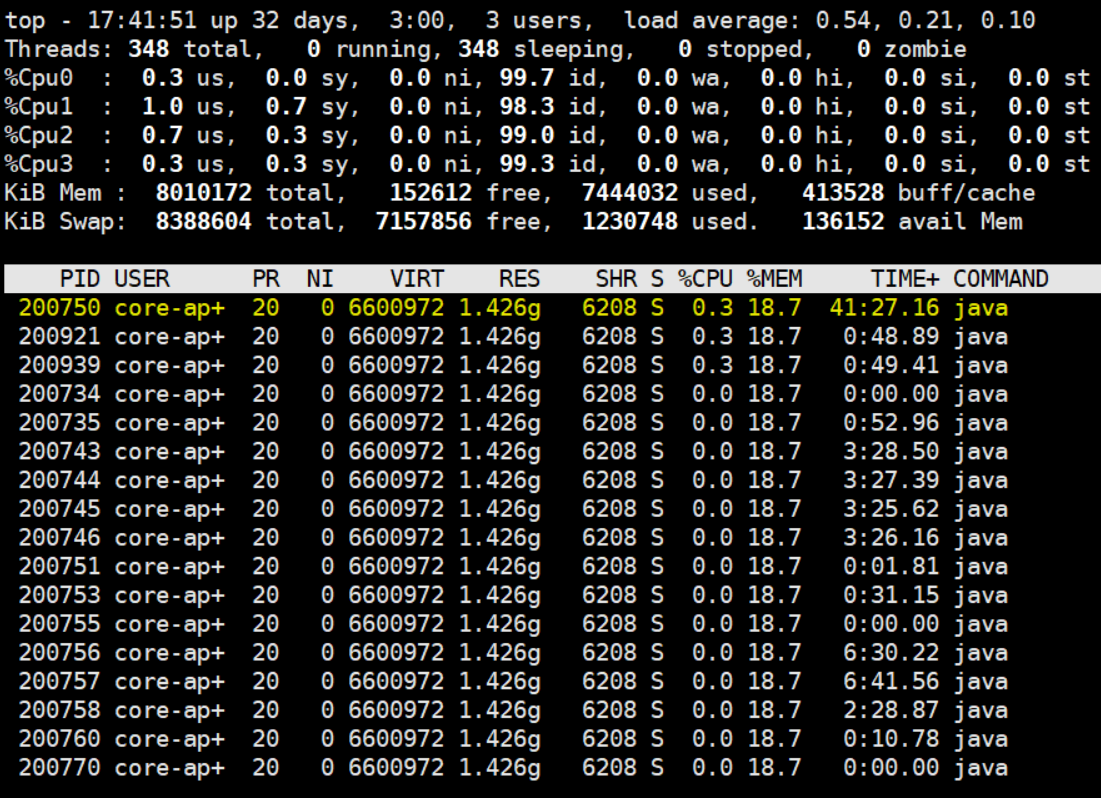 top - 17:41:51 up 32 days,  3:00,  3 users,  load average: 0.54, 0.21, 0.10
Threads: 348 total,   0 running, 348 sleeping,   0 stopped,   0 zombie
%Cpu0  :  0.3 us,  0.0 sy,  0.0 ni, 99.7 id,  0.0 wa,  0.0 hi,  0.0 si,  0.0 st
%Cpu1  :  1.0 us,  0.7 sy,  0.0 ni, 98.3 id,  0.0 wa,  0.0 hi,  0.0 si,  0.0 st
%Cpu2  :  0.7 us,  0.3 sy,  0.0 ni, 99.0 id,  0.0 wa,  0.0 hi,  0.0 si,  0.0 st
%Cpu3  :  0.3 us,  0.3 sy,  0.0 ni, 99.3 id,  0.0 wa,  0.0 hi,  0.0 si,  0.0 st
KiB Mem :  8010172 total,   152612 free,  7444032 used,   413528 buff/cache
KiB Swap:  8388604 total,  7157856 free,  1230748 used.   136152 avail Mem
PID USER      PR  NI    VIRT    RES    SHR S %CPU %MEM     TIME+ COMMAND
200750 core-ap+  20   0 6600972 1.426g   6208 S  0.3 18.7  41:27.16 java
200921 core-ap+  20   0 6600972 1.426g   6208 S  0.3 18.7   0:48.89 java
200939 core-ap+  20   0 6600972 1.426g   6208 S  0.3 18.7   0:49.41 java
200734 core-ap+  20   0 6600972 1.426g   6208 S  0.0 18.7   0:00.00 java
200735 core-ap+  20   0 6600972 1.426g   6208 S  0.0 18.7   0:52.96 java
200743 core-ap+  20   0 6600972 1.426g   6208 S  0.0 18.7   3:28.50 java
200744 core-ap+  20   0 6600972 1.426g   6208 S  0.0 18.7   3:27.39 java
200745 core-ap+  20   0 6600972 1.426g   6208 S  0.0 18.7   3:25.62 java
200746 core-ap+  20   0 6600972 1.426g   6208 S  0.0 18.7   3:26.16 java
200751 core-ap+  20   0 6600972 1.426g   6208 S  0.0 18.7   0:01.81 java
200753 core-ap+  20   0 6600972 1.426g   6208 S  0.0 18.7   0:31.15 java
200755 core-ap+  20   0 6600972 1.426g   6208 S  0.0 18.7   0:00.00 java
200756 core-ap+  20   0 6600972 1.426g   6208 S  0.0 18.7   6:30.22 java
200757 core-ap+  20   0 6600972 1.426g   6208 S  0.0 18.7   6:41.56 java
200758 core-ap+  20   0 6600972 1.426g   6208 S  0.0 18.7   2:28.87 java
200760 core-ap+  20   0 6600972 1.426g   6208 S  0.0 18.7   0:10.78 java
200770 core-ap+  20   0 6600972 1.426g   6208 S  0.0 18.7   0:00.00 java